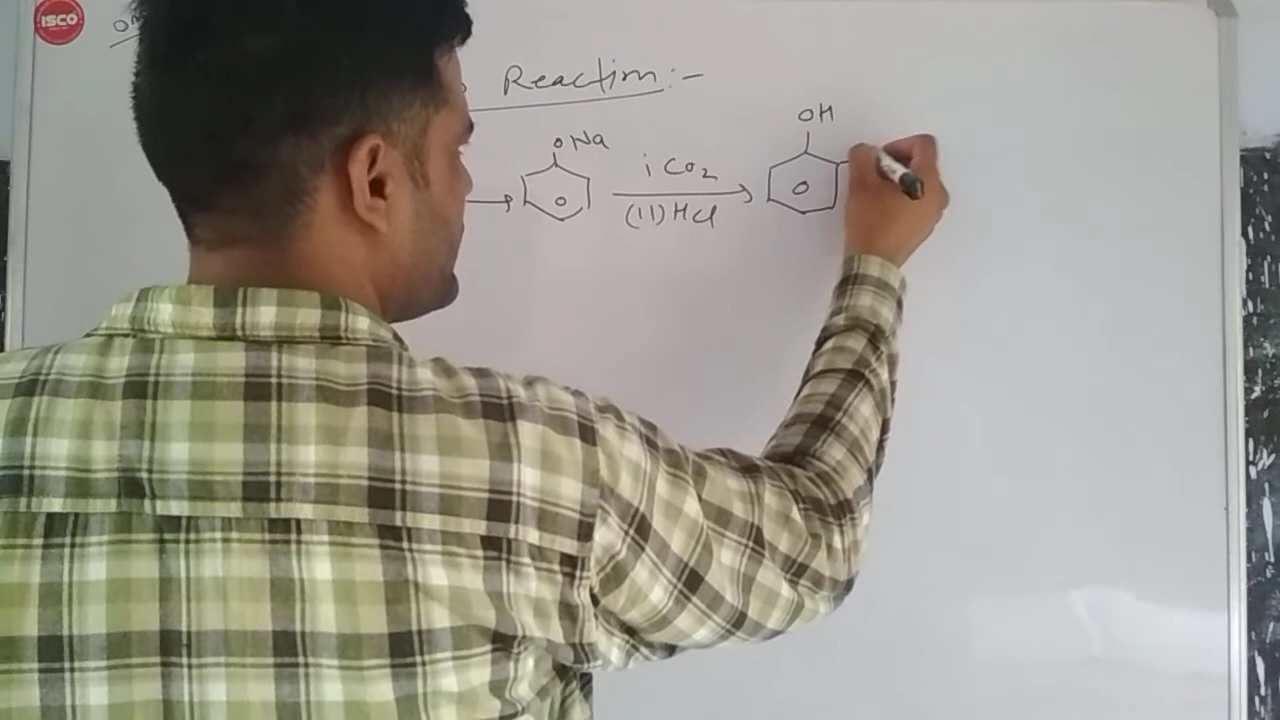 ISCO
Reaction:-
OH
ONa
i CO2
(II) HCl